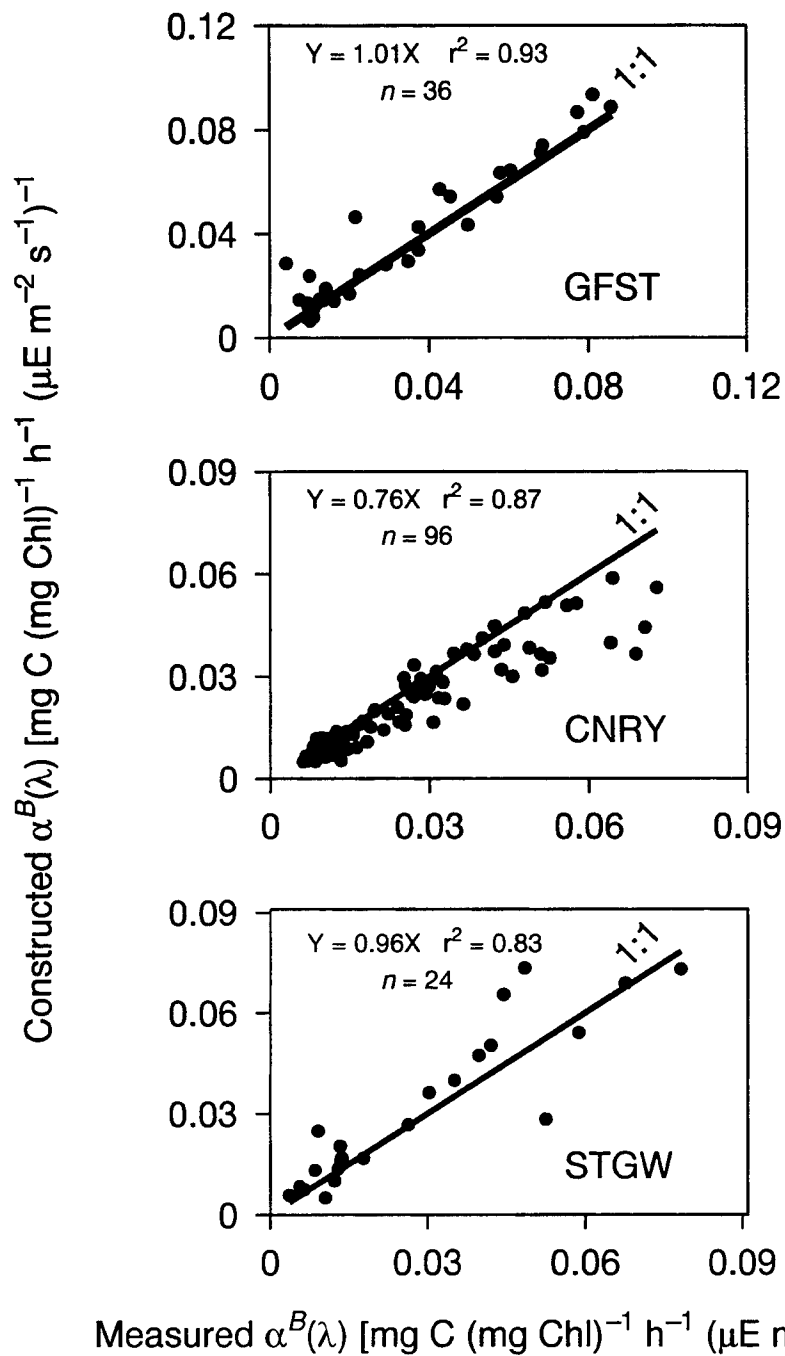 Constructed αᴮ(λ) [mg C (mg Chl)⁻¹ h⁻¹ (μE m⁻² s⁻¹)⁻¹
0.12
0.08
0.04
0
Y = 1.01X r² = 0.93
n = 36
1:1
GFST
0 0.04 0.08 0.12
0.09
0.06
0.03
0
Y = 0.76X r² = 0.87
n = 96
1:1
CNRY
0 0.03 0.06 0.09
0.09
0.06
0.03
0
Y = 0.96X r² = 0.83
n = 24
1:1
STGW
0 0.03 0.06 0.09
Measured αᴮ(λ) [mg C (mg Chl)⁻¹ h⁻¹ (μE